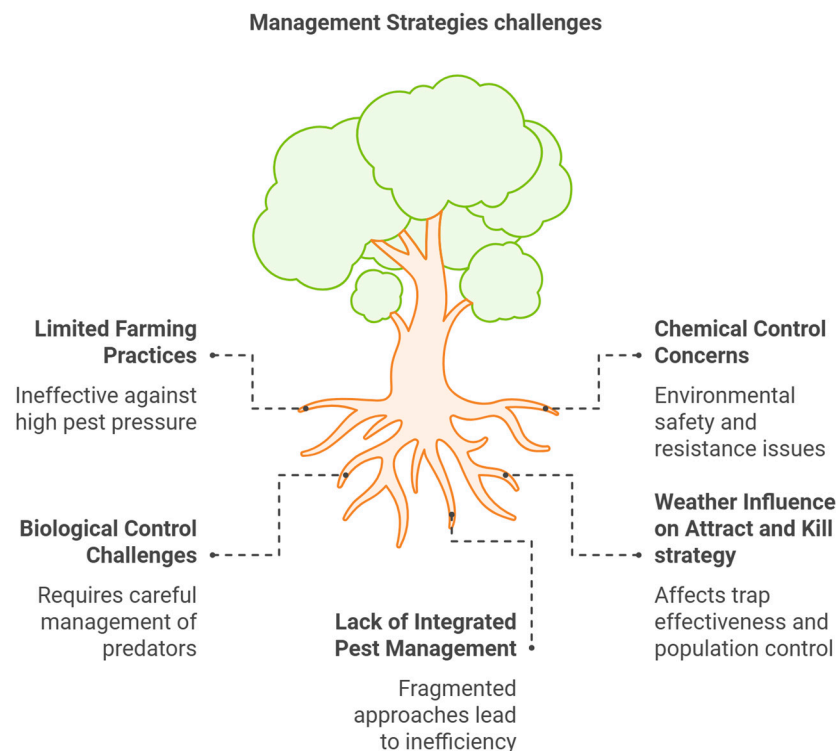 Management Strategies challenges
Limited Farming
Practices
Ineffective against
high pest pressure
Chemical Control
Concerns
Environmental
safety and
resistance issues
Biological Control
Challenges
Requires careful
management of
predators
Weather Influence
on Attract and Kill
strategy
Affects trap
effectiveness and
population control
Lack of Integrated
Pest Management
Fragmented
approaches lead
to inefficiency